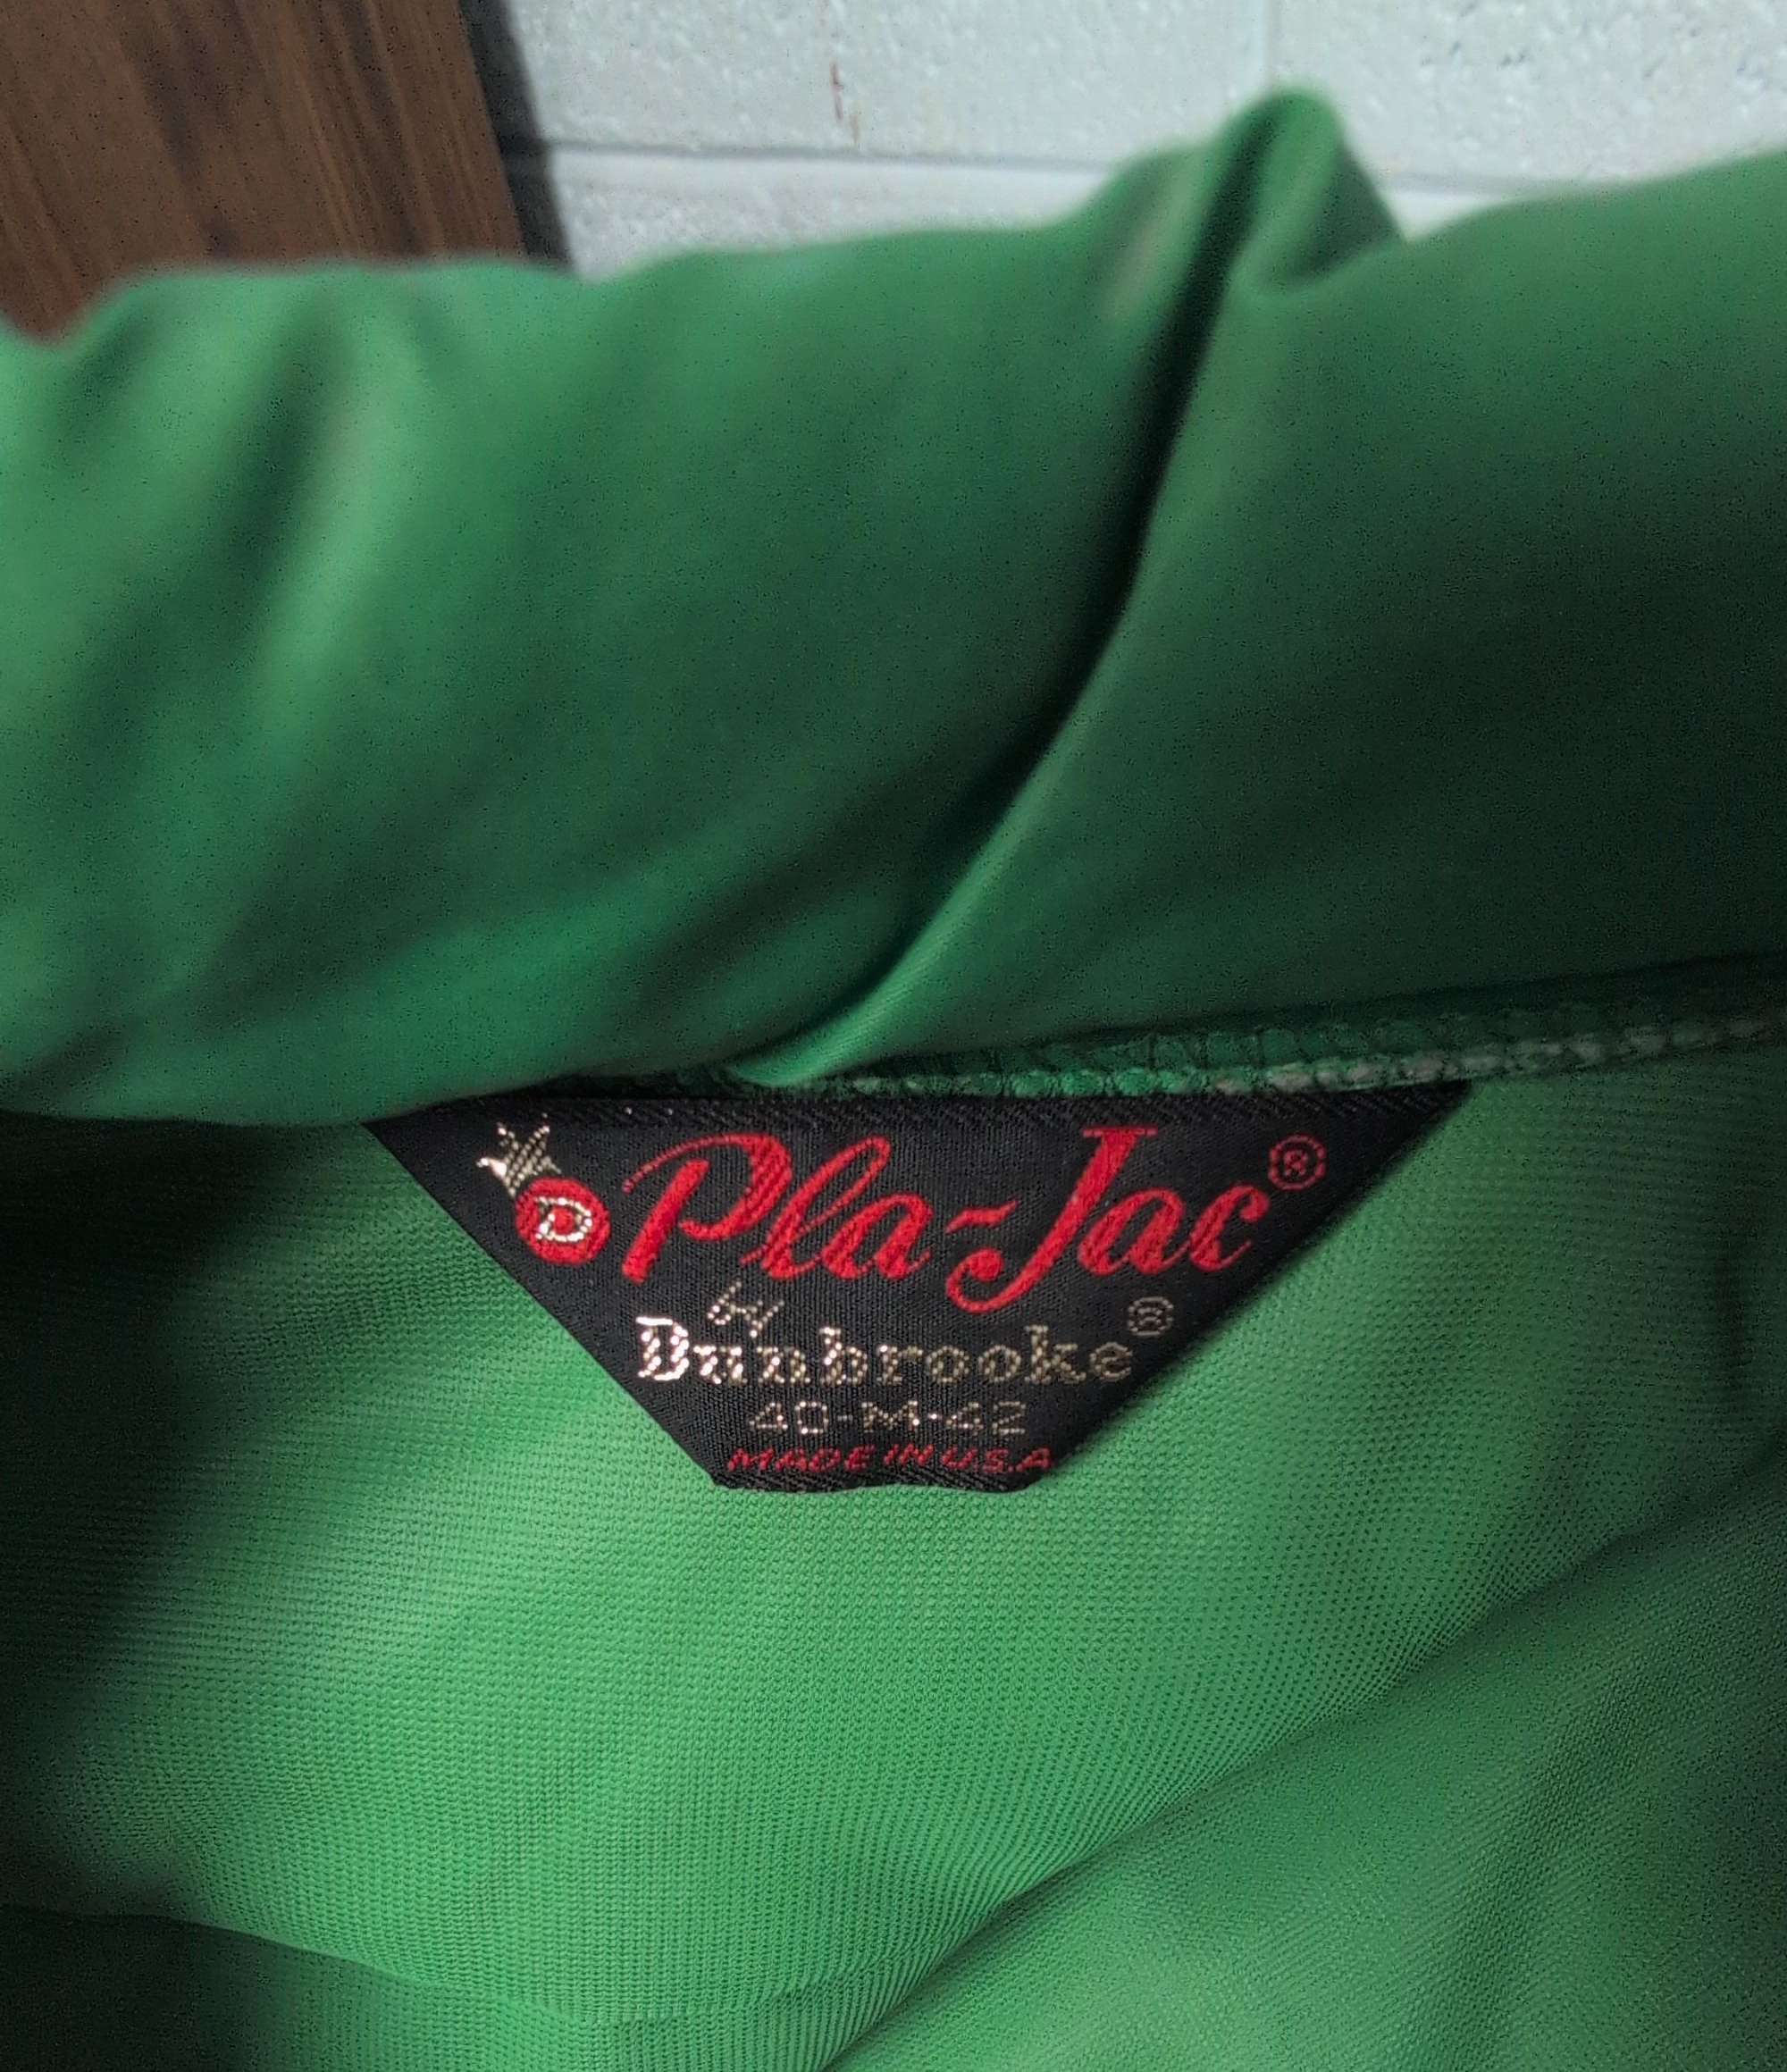 D Pla-Jac®
by
Dunbrooke®
40-M-42
MADE IN U.S.A